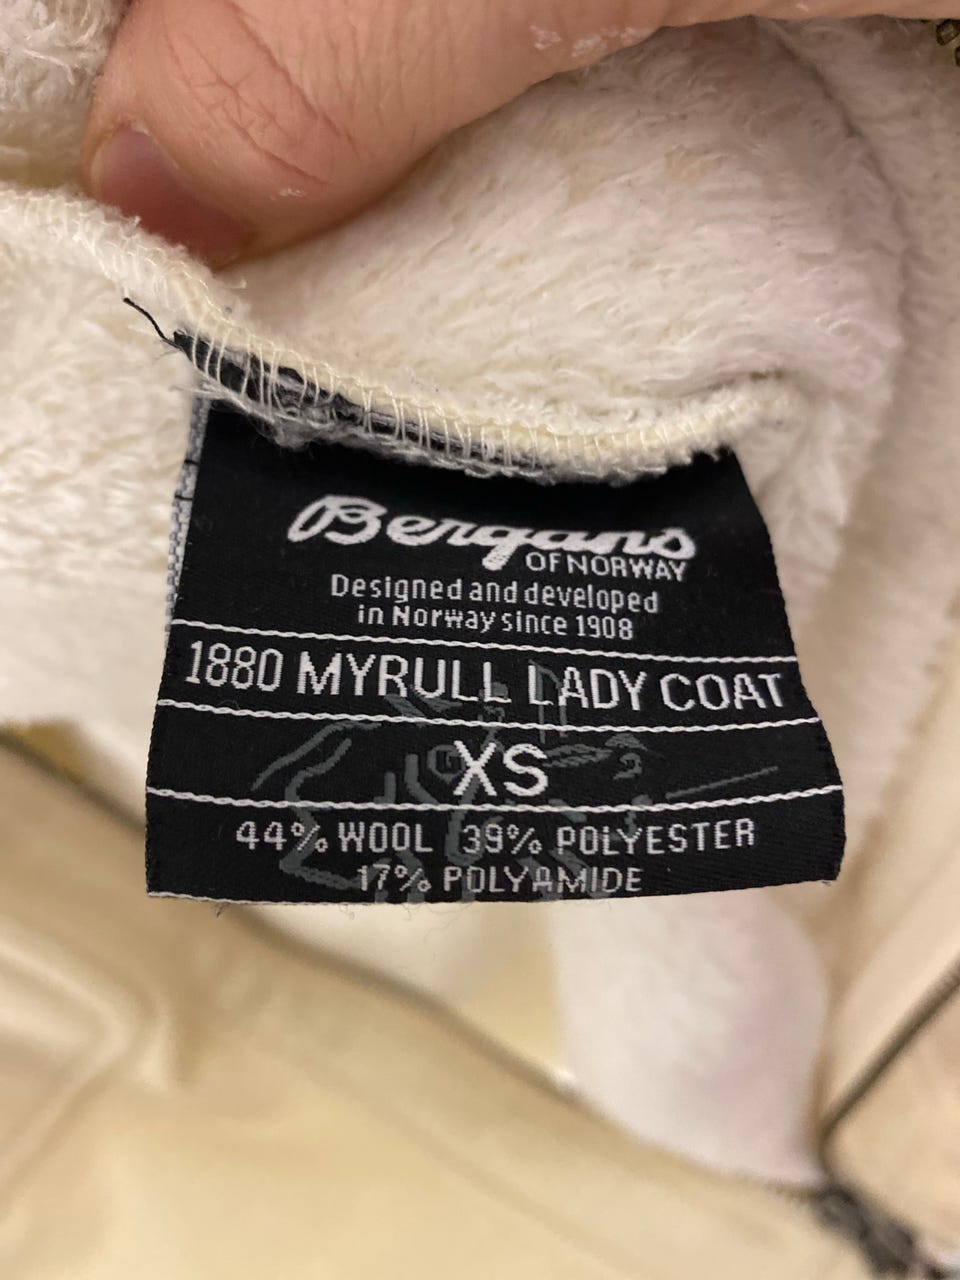 Bergans
OF NORWAY
Designed and developed
in Norway since 1908
1880 MYRULL LADY COAT
XS
44% WOOL 39% POLYESTER
17% POLYAMIDE